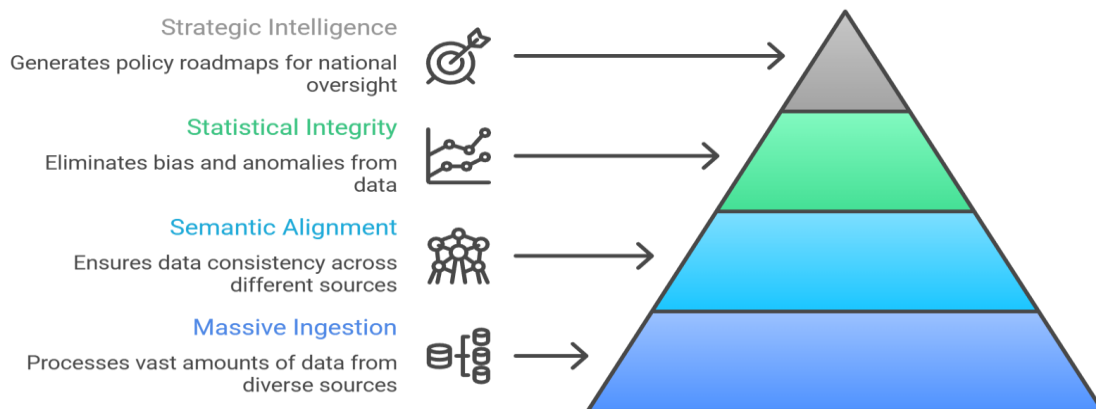 Strategic Intelligence
Generates policy roadmaps for national
oversight
Statistical Integrity
Eliminates bias and anomalies from
data
Semantic Alignment
Ensures data consistency across
different sources
Massive Ingestion
Processes vast amounts of data from
diverse sources